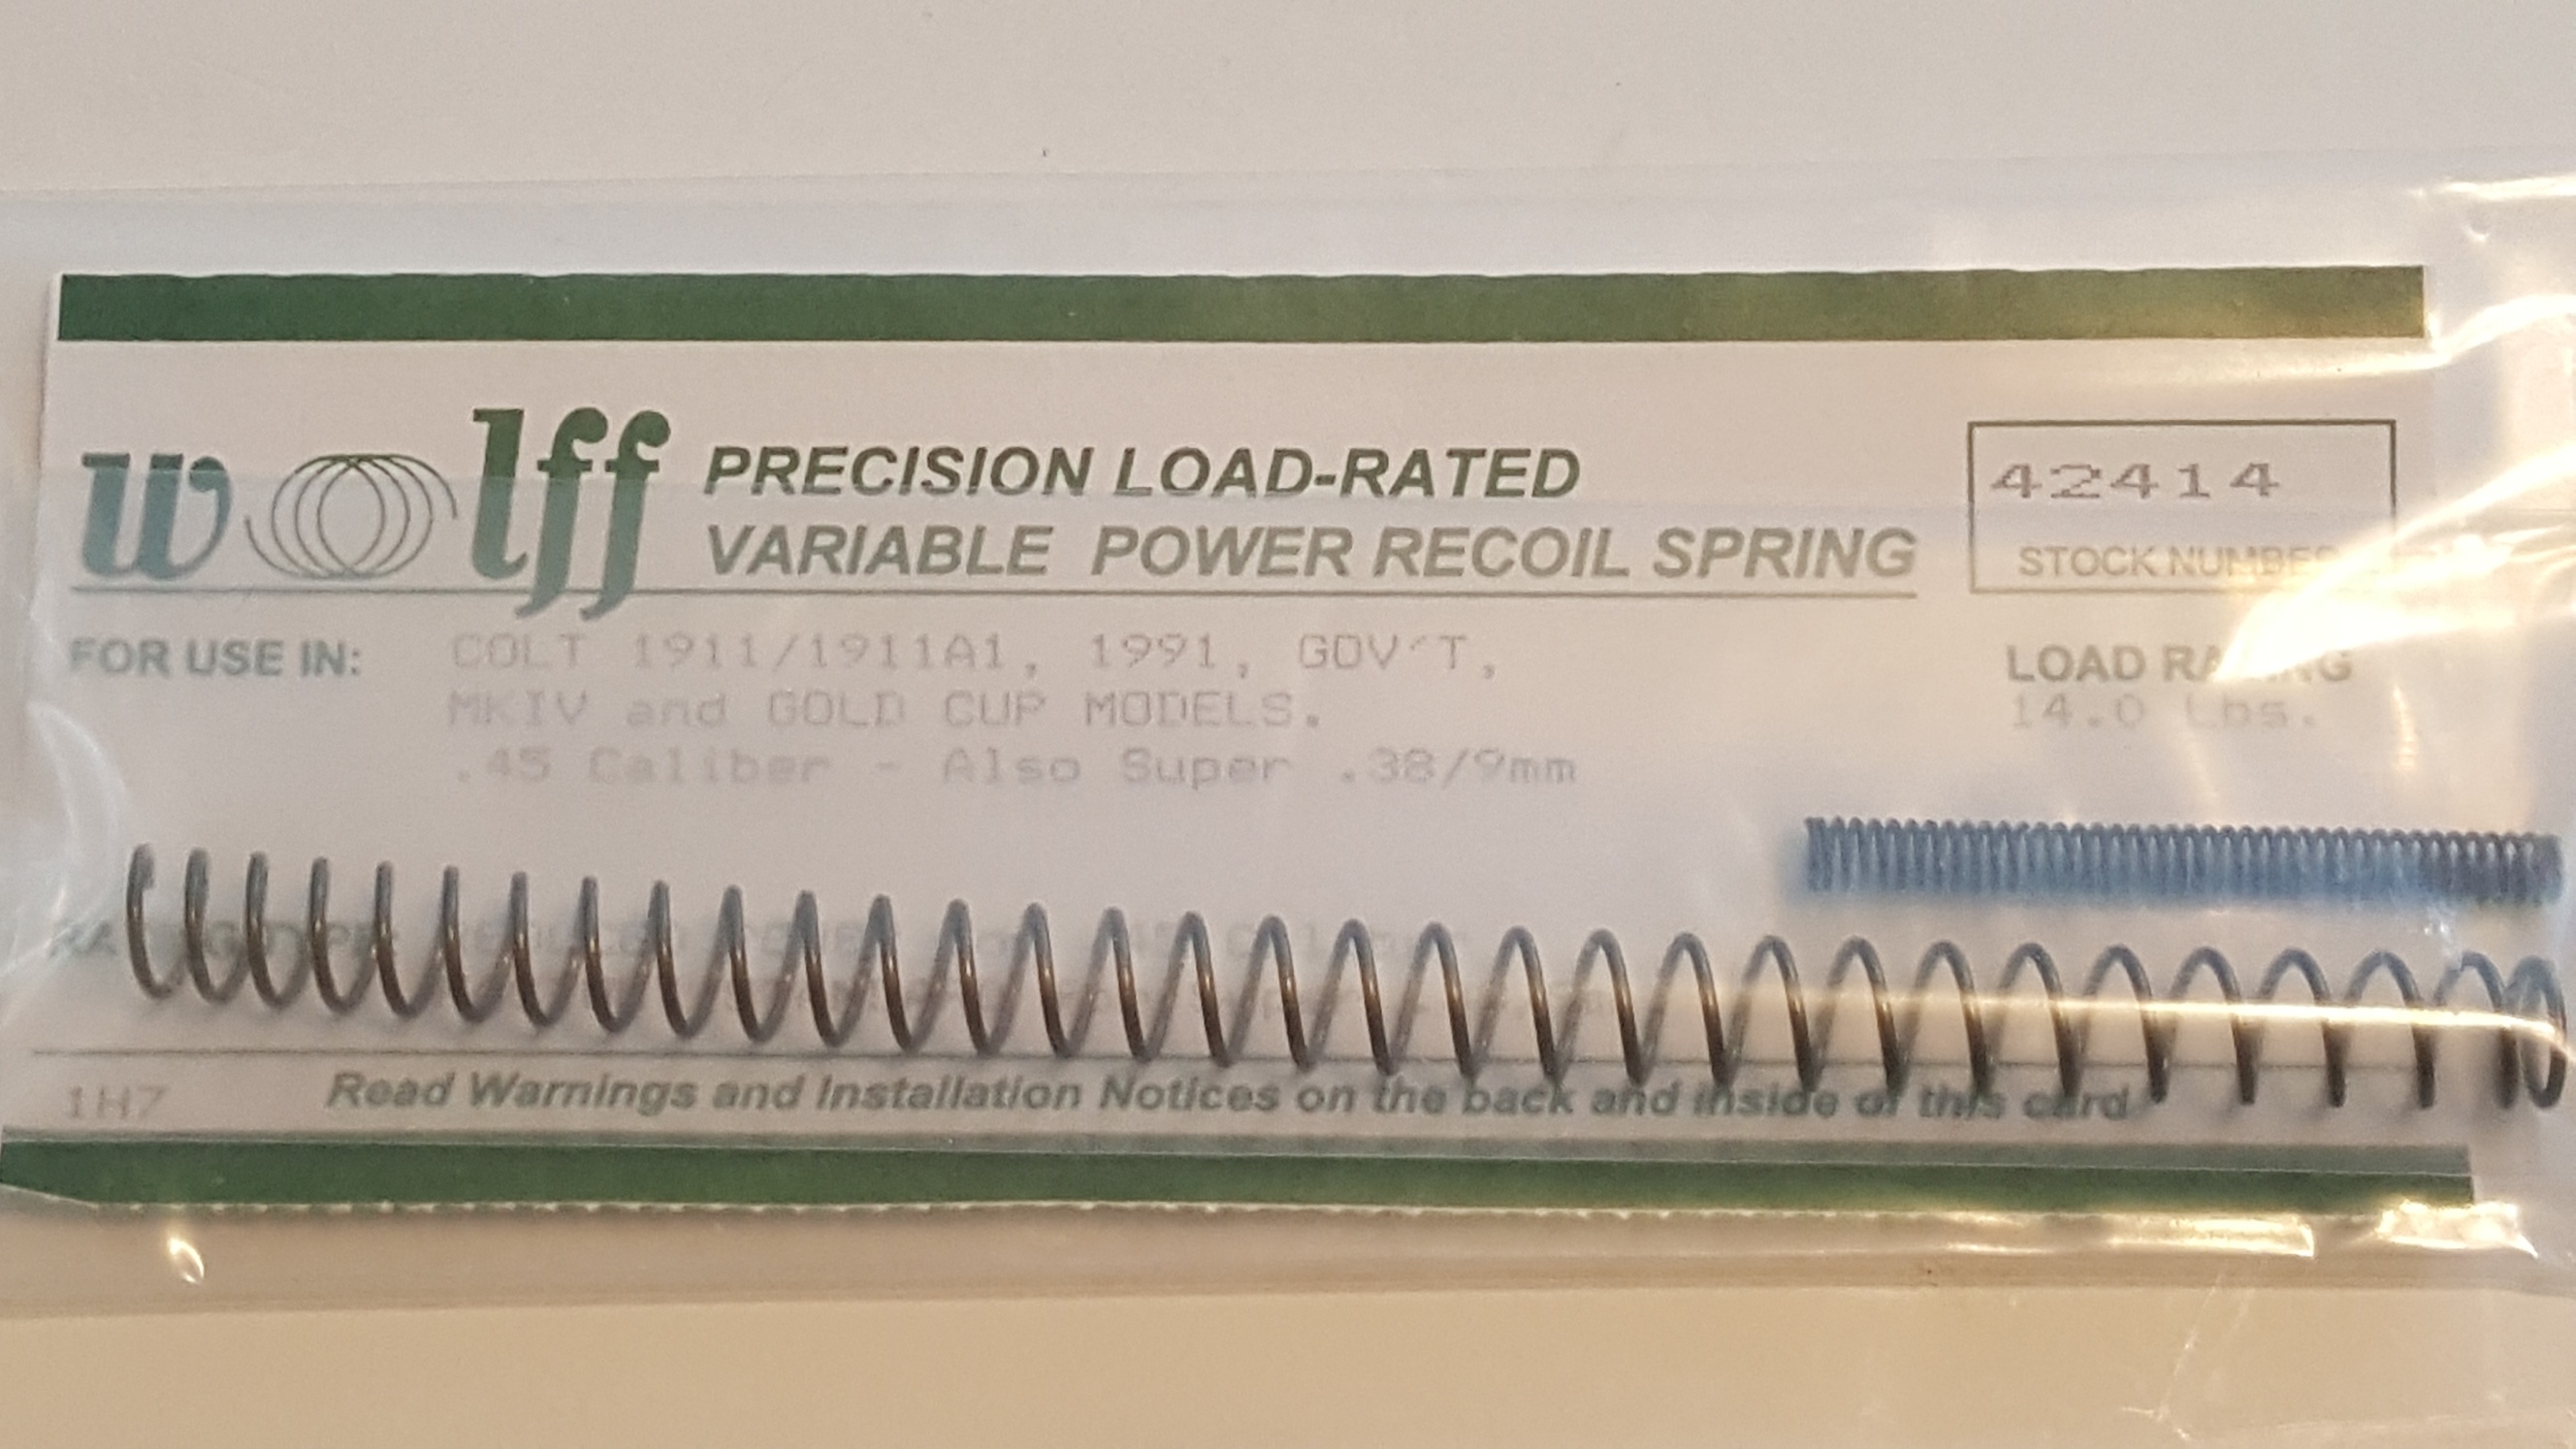 wolff
PRECISION LOAD-RATED
VARIABLE POWER RECOIL SPRING
42414
STOCK NUMBER
FOR USE IN: COLT 1911/1911A1, 1991, GOV'T,
MKIV and GOLD CUP MODELS.
.45 Caliber - Also Super .38/9mm
LOAD RATING
14.0 Lbs.
1H7
Read Warnings and Installation Notices on the back and inside of this card